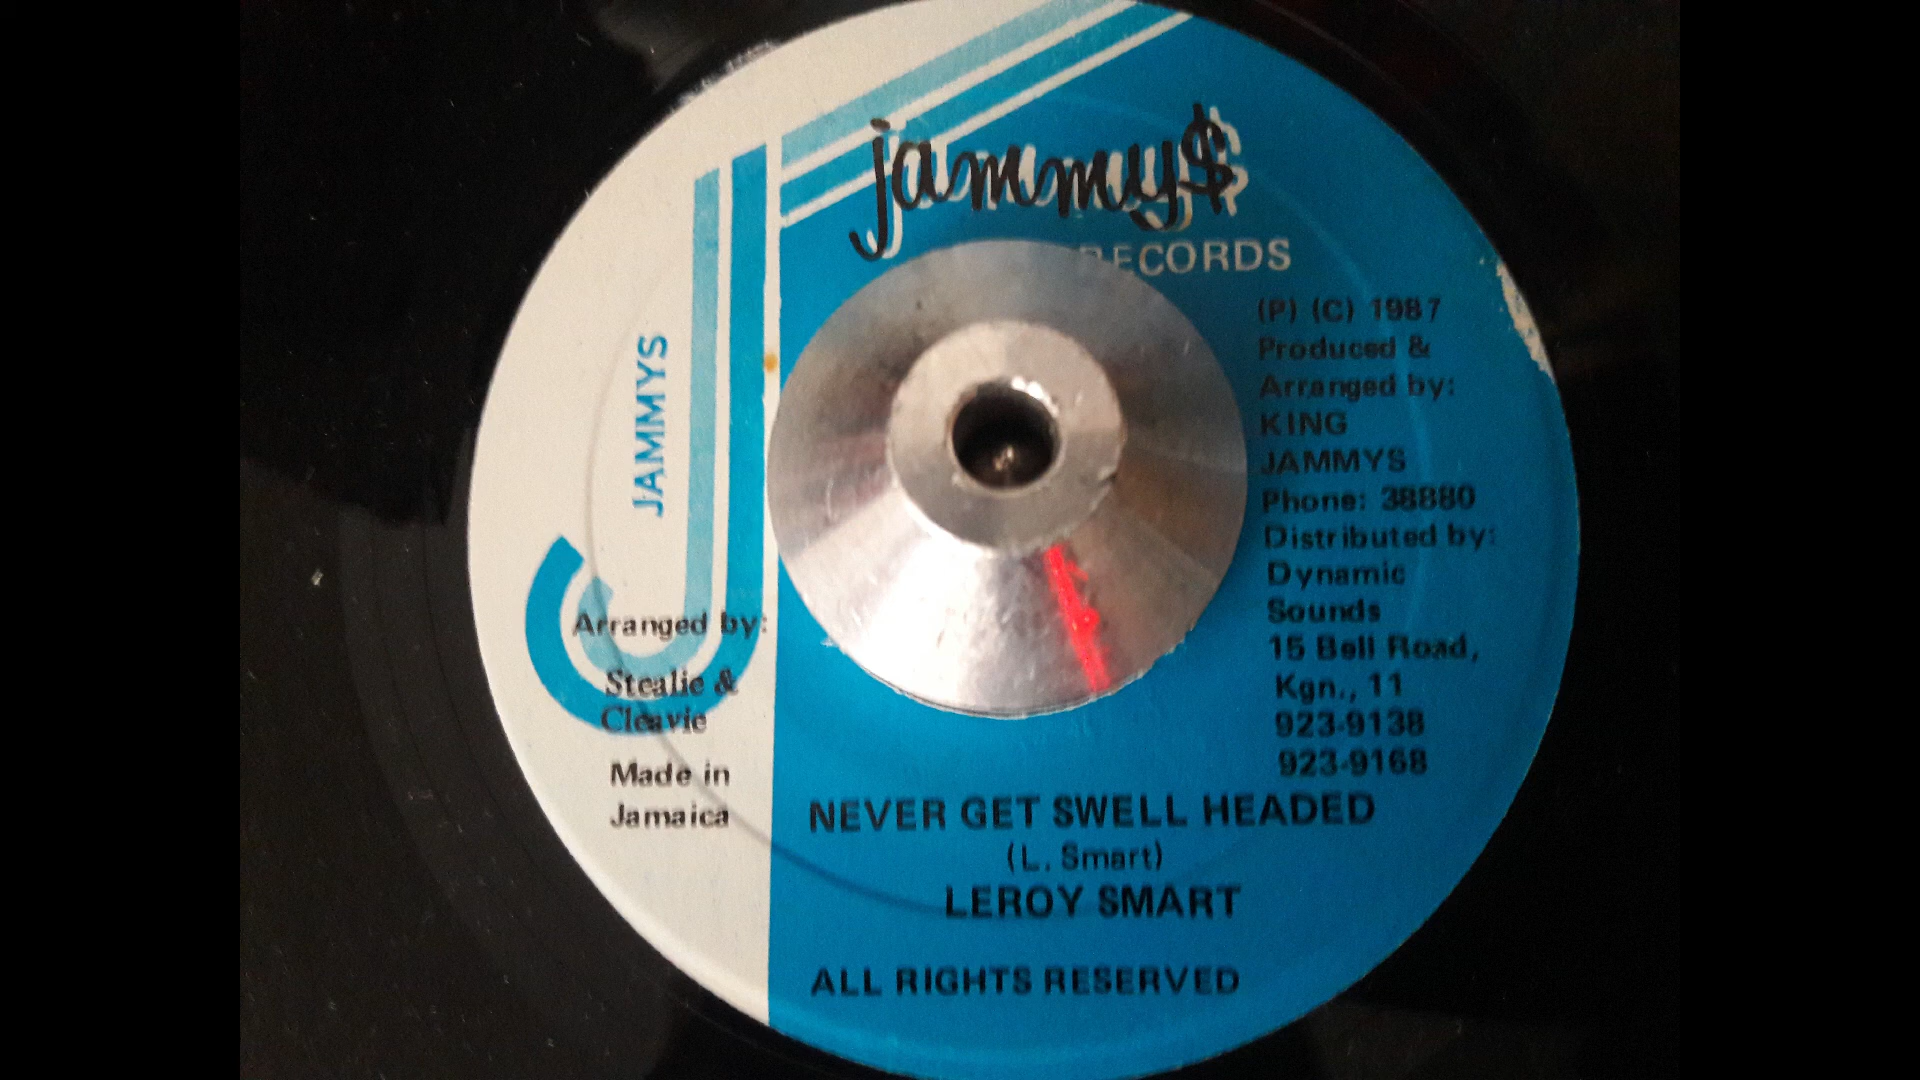 jammy$
RECORDS
JAMMYS
(P) (C) 1987
Produced &
Arranged by:
KING
JAMMYS
Phone: 38880
Distributed by:
Dynamic
Sounds
15 Bell Road,
Kgn., 11
923-9138
923-9168
Arranged by:
Stealie &
Cleavie
Made in
Jamaica
NEVER GET SWELL HEADED
(L. Smart)
LEROY SMART
ALL RIGHTS RESERVED